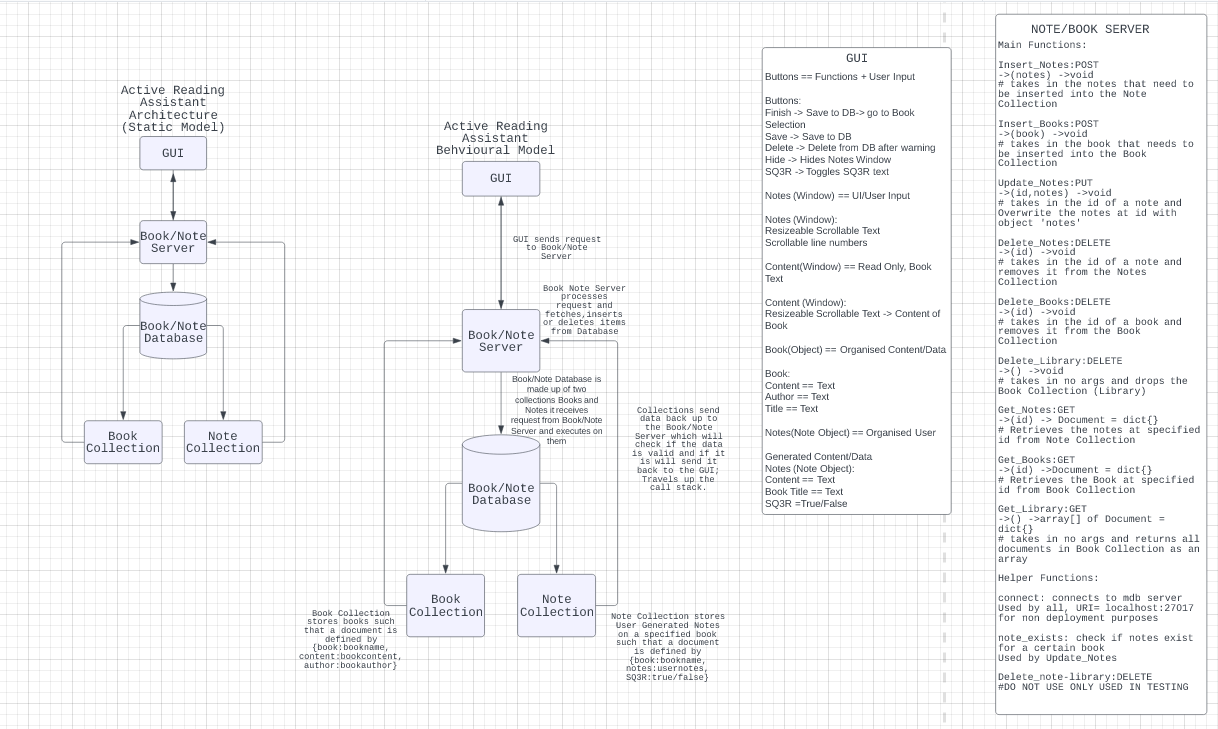 Active Reading
Assistant
Architecture
(Static Model)
GUI
Book/Note
Server
Book/Note
Database
Book
Collection
Note
Collection
Active Reading
Assistant
Behvioural Model
GUI
GUI sends request
to Book/Note
Server
Book Note Server
processes
request and
fetches,inserts
or deletes items
from Database
Book/Note
Server
Book/Note Database is
made up of two
collections Books and
Notes it receives
request from Book/Note
Server and executes on
them
Collections send
data back up to
the Book/Note
Server which will
check if the data
is valid and if it
is will send it
back to the GUI;
Travels up the
call stack.
Book/Note
Database
Book
Collection
Note
Collection
Book Collection
stores books such
that a document is
defined by
{book:bookname,
content:bookcontent,
author:bookauthor}
Note Collection stores
User Generated Notes
on a specified book
such that a document
is defined by
{book:bookname,
notes:usernotes,
SQ3R:true/false}
GUI
Buttons == Functions + User Input
Buttons:
Finish -> Save to DB-> go to Book
Selection
Save -> Save to DB
Delete -> Delete from DB after warning
Hide -> Hides Notes Window
SQ3R -> Toggles SQ3R text
Notes (Window) == UI/User Input
Notes (Window):
Resizeable Scrollable Text
Scrollable line numbers
Content(Window) == Read Only, Book
Text
Content (Window):
Resizeable Scrollable Text -> Content of
Book
Book(Object) == Organised Content/Data
Book:
Content == Text
Author == Text
Title == Text
Notes(Note Object) == Organised User
Generated Content/Data
Notes (Note Object):
Content == Text
Book Title == Text
SQ3R =True/False
NOTE/BOOK SERVER
Main Functions:
Insert_Notes:POST
->(notes) ->void
# takes in the notes that need to
be inserted into the Note
Collection
Insert_Books:POST
->(book) ->void
# takes in the book that needs to
be inserted into the Book
Collection
Update_Notes:PUT
->(id,notes) ->void
# takes in the id of a note and
Overwrite the notes at id with
object 'notes'
Delete_Notes:DELETE
->(id) ->void
# takes in the id of a note and
removes it from the Notes
Collection
Delete_Books:DELETE
->(id) ->void
# takes in the id of a book and
removes it from the Book
Collection
Delete_Library:DELETE
->() ->void
# takes in no args and drops the
Book Collection (Library)
Get_Notes:GET
->(id) -> Document = dict{}
# Retrieves the notes at specified
id from Note Collection
Get_Books:GET
->(id) ->Document = dict{}
# Retrieves the Book at specified
id from Book Collection
Get_Library:GET
->() ->array[] of Document =
dict{}
# takes in no args and returns all
documents in Book Collection as an
array
Helper Functions:
connect: connects to mdb server
Used by all, URI= localhost:27017
for non deployment purposes
note_exists: check if notes exist
for a certain book
Used by Update_Notes
Delete_note-library:DELETE
#DO NOT USE ONLY USED IN TESTING